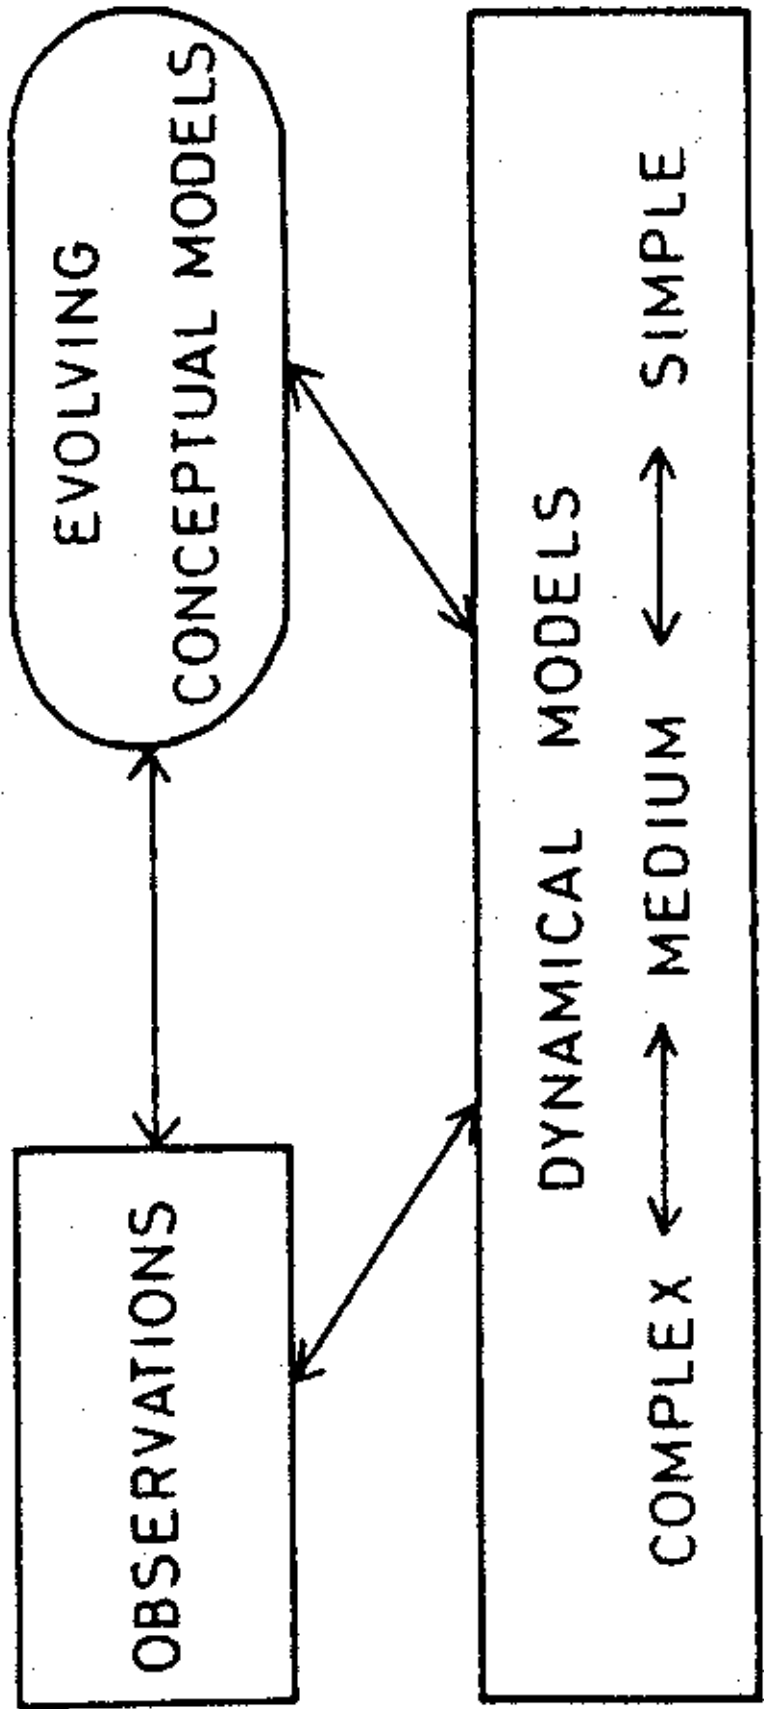 OBSERVATIONS
EVOLVING
CONCEPTUAL MODELS
DYNAMICAL MODELS
COMPLEX ↔ MEDIUM ↔ SIMPLE